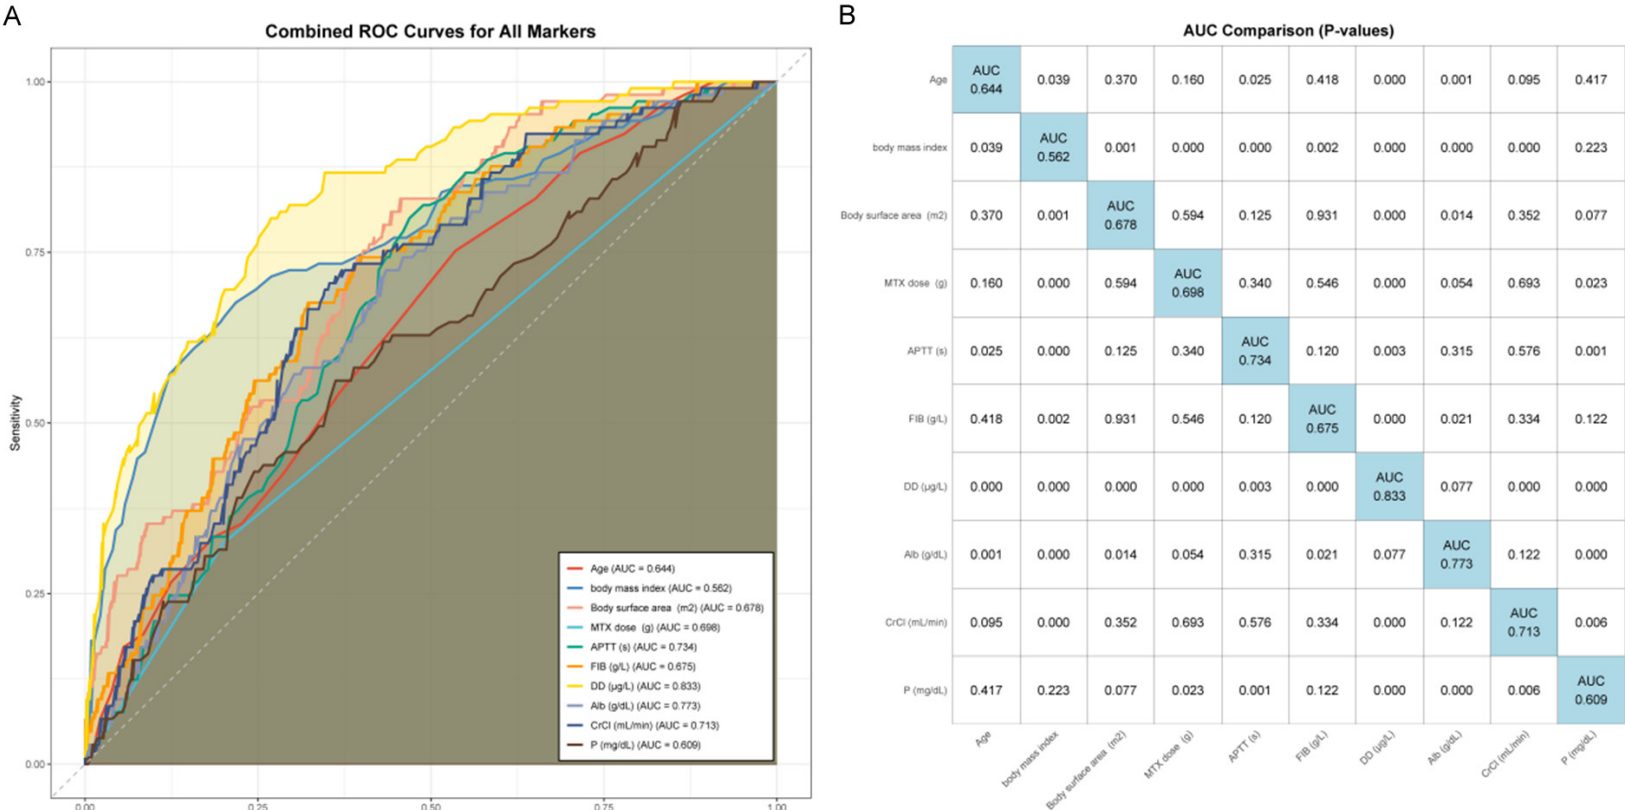 A
Combined ROC Curves for All Markers
1.00
0.75
0.50
0.25
0.00
Sensitivity
0.00 0.25 0.50 0.75 1.00
Age (AUC = 0.644)
body mass index (AUC = 0.562)
Body surface area (m2) (AUC = 0.678)
MTX dose (g) (AUC = 0.698)
APTT (s) (AUC = 0.734)
FIB (g/L) (AUC = 0.675)
DD (µg/L) (AUC = 0.833)
Alb (g/dL) (AUC = 0.773)
CrCl (mL/min) (AUC = 0.713)
P (mg/dL) (AUC = 0.609)
B
AUC Comparison (P-values)
Age AUC 0.644 0.039 0.370 0.160 0.025 0.418 0.000 0.001 0.095 0.417
body mass index 0.039 AUC 0.562 0.001 0.000 0.000 0.002 0.000 0.000 0.000 0.223
Body surface area (m2) 0.370 0.001 AUC 0.678 0.594 0.125 0.931 0.000 0.014 0.352 0.077
MTX dose (g) 0.160 0.000 0.594 AUC 0.698 0.340 0.546 0.000 0.054 0.693 0.023
APTT (s) 0.025 0.000 0.125 0.340 AUC 0.734 0.120 0.003 0.315 0.576 0.001
FIB (g/L) 0.418 0.002 0.931 0.546 0.120 AUC 0.675 0.000 0.021 0.334 0.122
DD (µg/L) 0.000 0.000 0.000 0.000 0.003 0.000 AUC 0.833 0.077 0.000 0.000
Alb (g/dL) 0.001 0.000 0.014 0.054 0.315 0.021 0.077 AUC 0.773 0.122 0.000
CrCl (mL/min) 0.095 0.000 0.352 0.693 0.576 0.334 0.000 0.122 AUC 0.713 0.006
P (mg/dL) 0.417 0.223 0.077 0.023 0.001 0.122 0.000 0.000 0.006 AUC 0.609
Age body mass index Body surface area (m2) MTX dose (g) APTT (s) FIB (g/L) DD (µg/L) Alb (g/dL) CrCl (mL/min) P (mg/dL)